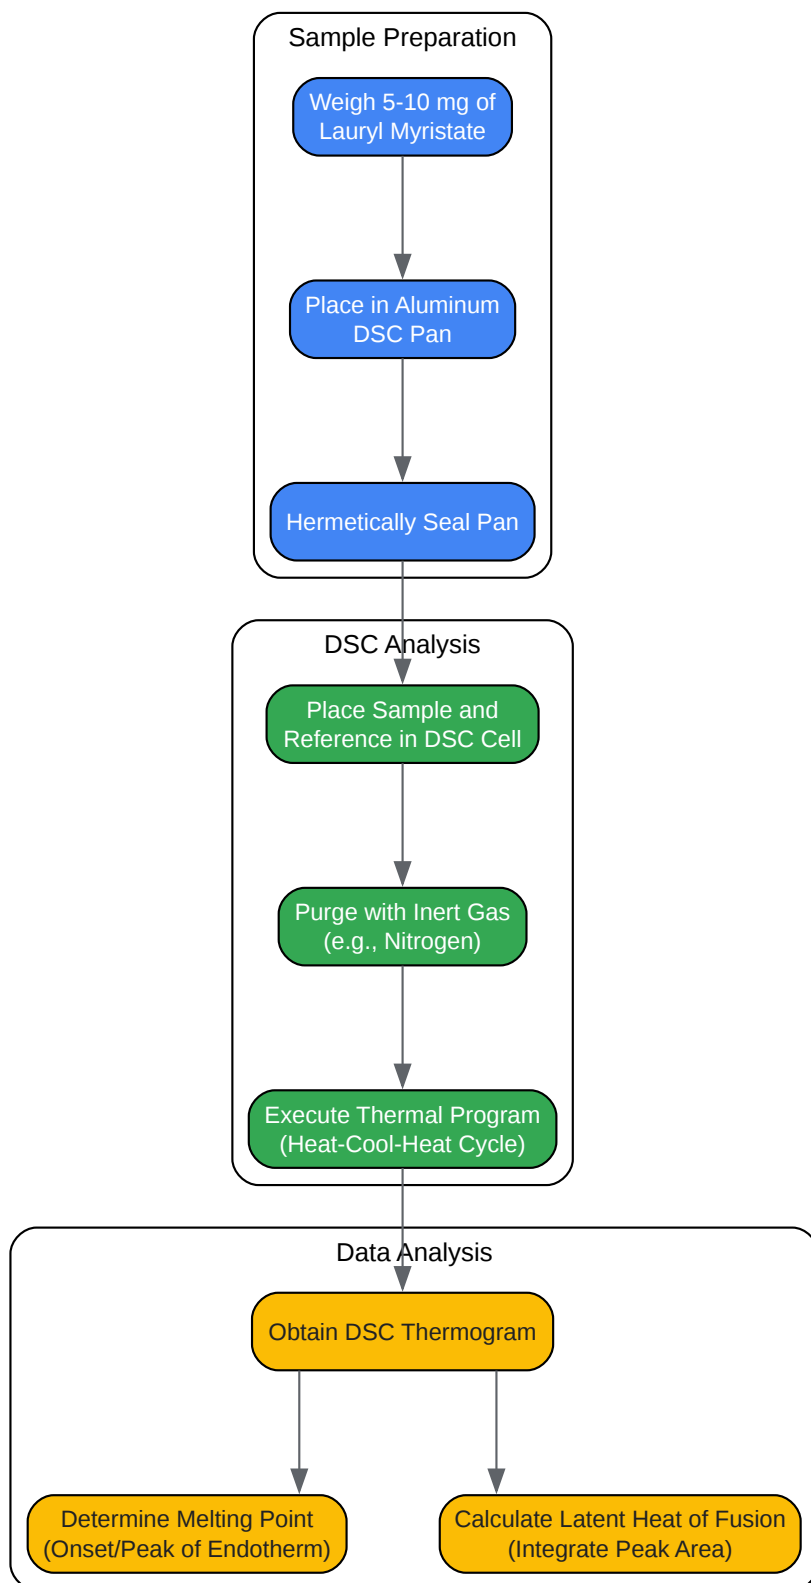 Sample Preparation
Weigh 5-10 mg of
Lauryl Myristate
Place in Aluminum
DSC Pan
Hermetically Seal Pan
DSC Analysis
Place Sample and
Reference in DSC Cell
Purge with Inert Gas
(e.g., Nitrogen)
Execute Thermal Program
(Heat-Cool-Heat Cycle)
Data Analysis
Obtain DSC Thermogram
Determine Melting Point
(Onset/Peak of Endotherm)
Calculate Latent Heat of Fusion
(Integrate Peak Area)